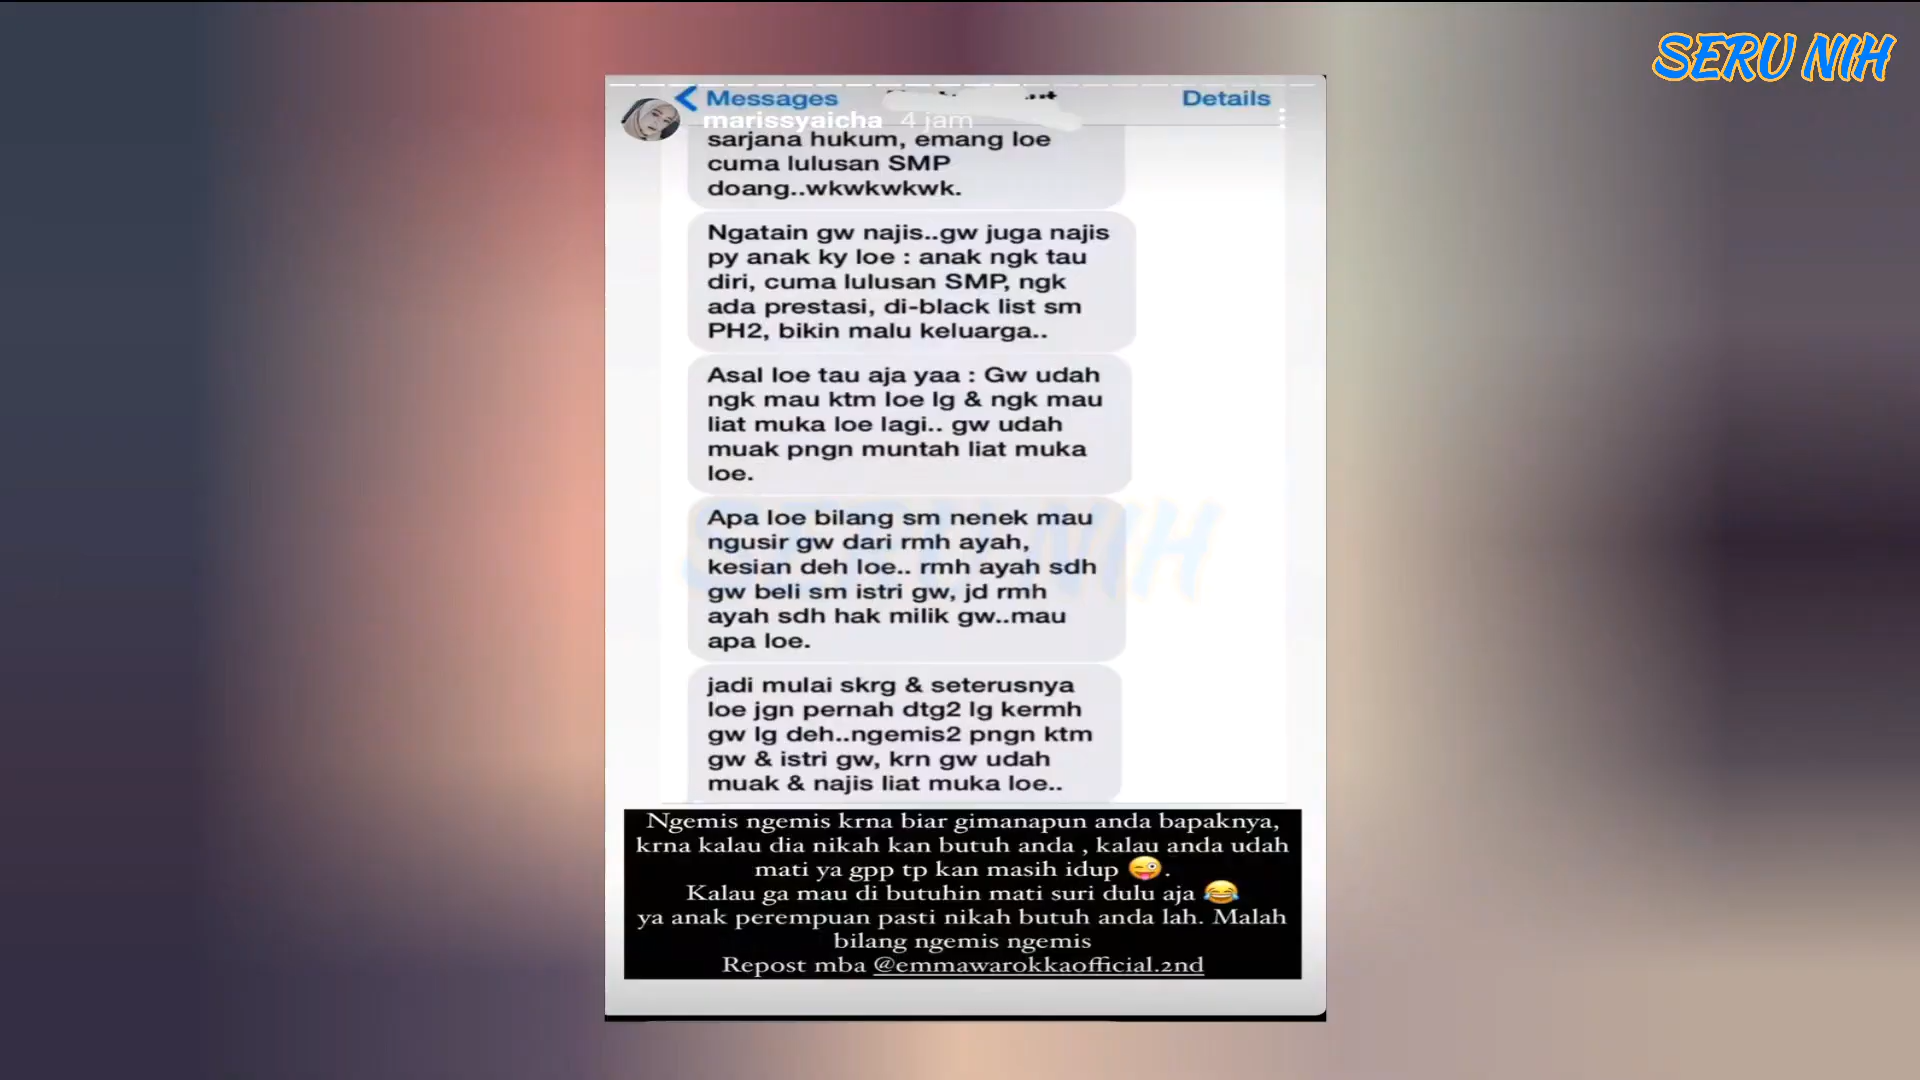 SERU NIH
Messages
Details
marissyaicha 4 jam
sarjana hukum, emang loe
cuma lulusan SMP
doang..wkwkwkwk.
Ngatain gw najis..gw juga najis
py anak ky loe : anak ngk tau
diri, cuma lulusan SMP, ngk
ada prestasi, di-black list sm
PH2, bikin malu keluarga..
Asal loe tau aja yaa : Gw udah
ngk mau ktm loe lg & ngk mau
liat muka loe lagi.. gw udah
muak pngn muntah liat muka
loe.
Apa loe bilang sm nenek mau
ngusir gw dari rmh ayah,
kesian deh loe.. rmh ayah sdh
gw beli sm istri gw, jd rmh
ayah sdh hak milik gw..mau
apa loe.
SERU NIH
jadi mulai skrg & seterusnya
loe jgn pernah dtg2 lg kermh
gw lg deh..ngemis2 pngn ktm
gw & istri gw, krn gw udah
muak & najis liat muka loe..
Ngemis ngemis krna biar gimanapun anda bapaknya,
krna kalau dia nikah kan butuh anda , kalau anda udah
mati ya gpp tp kan masih idup 😜.
Kalau ga mau di butuhin mati suri dulu aja 😂
ya anak perempuan pasti nikah butuh anda lah. Malah
bilang ngemis ngemis
Repost mba @emmawarokkaofficial.2nd